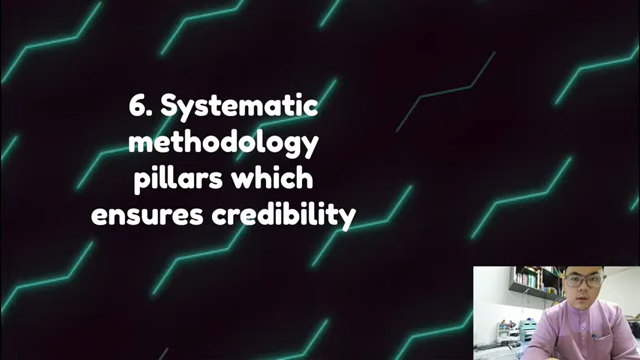 6. Systematic
methodology
pillars which
ensures credibility